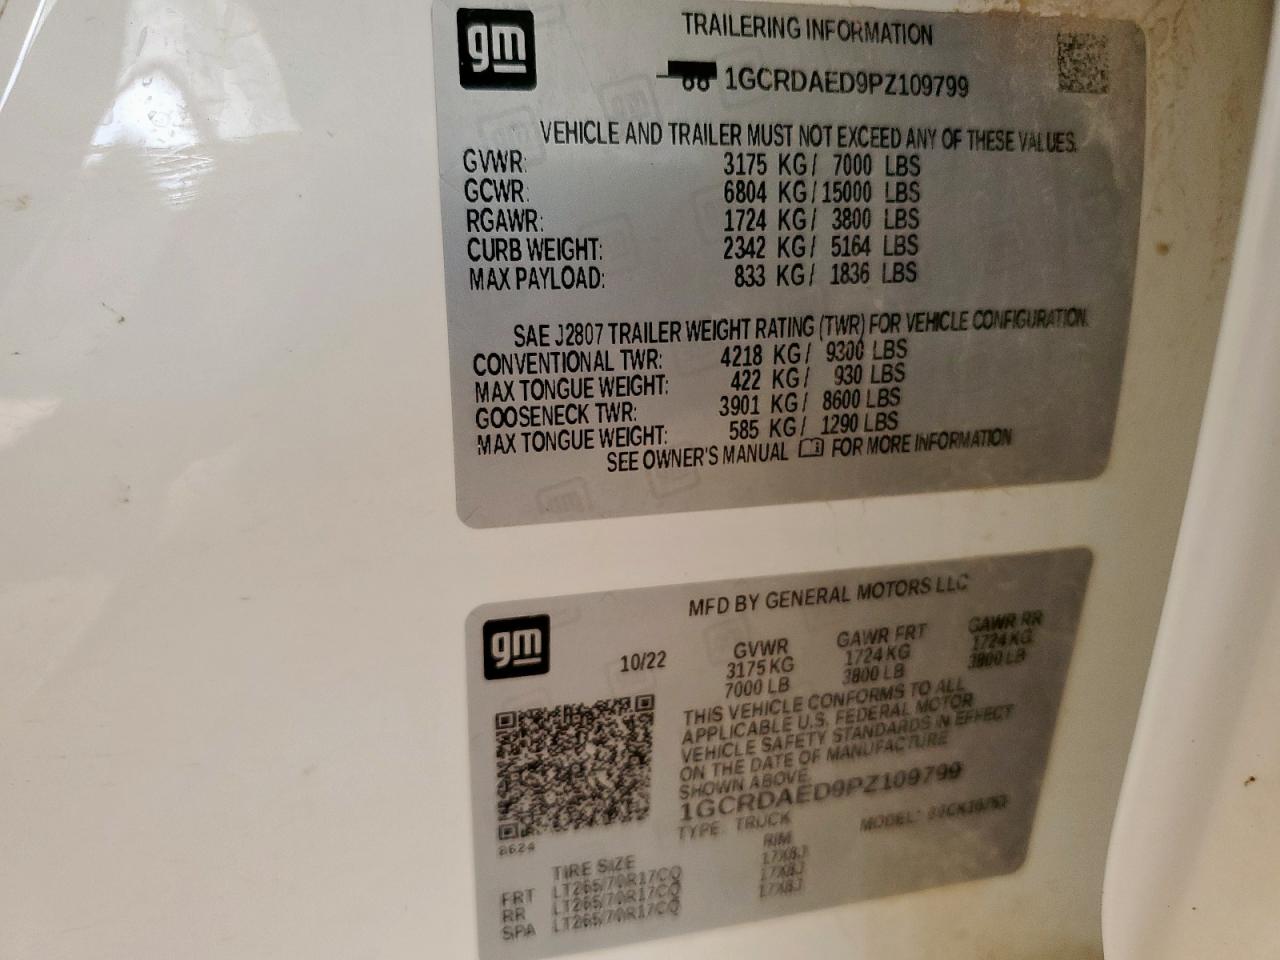 gm
TRAILERING INFORMATION
1GCRDAED9PZ109799
VEHICLE AND TRAILER MUST NOT EXCEED ANY OF THESE VALUES.
GVWR: 3175 KG/ 7000 LBS
GCWR: 6804 KG/15000 LBS
RGAWR: 1724 KG/ 3800 LBS
CURB WEIGHT: 2342 KG/ 5164 LBS
MAX PAYLOAD: 833 KG/ 1836 LBS
SAE J2807 TRAILER WEIGHT RATING (TWR) FOR VEHICLE CONFIGURATION.
CONVENTIONAL TWR: 4218 KG/ 9300 LBS
MAX TONGUE WEIGHT: 422 KG/ 930 LBS
GOOSENECK TWR: 3901 KG/ 8600 LBS
MAX TONGUE WEIGHT: 585 KG/ 1290 LBS
SEE OWNER'S MANUAL FOR MORE INFORMATION
gm
MFD BY GENERAL MOTORS LLC
10/22
GVWR GAWR FRT GAWR RR
3175 KG 1724 KG 1724 KG
7000 LB 3800 LB 3800 LB
THIS VEHICLE CONFORMS TO ALL
APPLICABLE U.S. FEDERAL MOTOR
VEHICLE SAFETY STANDARDS IN EFFECT
ON THE DATE OF MANUFACTURE
SHOWN ABOVE.
1GCRDAED9PZ109799
TYPE: TRUCK MODEL:
8624
TIRE SIZE RIM
FRT LT265/70R17CQ 17X8J
RR LT265/70R17CQ 17X8J
SPA LT265/70R17CQ 17X8J